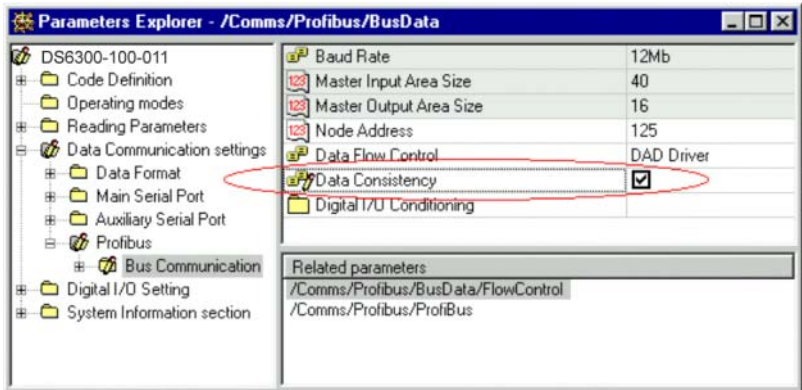 Parameters Explorer - /Comms/Profibus/BusData
DS6300-100-011
Code Definition
Operating modes
Reading Parameters
Data Communication settings
Data Format
Main Serial Port
Auxiliary Serial Port
Profibus
Bus Communication
Digital I/O Setting
System Information section
Baud Rate 12Mb
Master Input Area Size 40
Master Output Area Size 16
Node Address 125
Data Flow Control DAD Driver
Data Consistency
Digital I/O Conditioning
Related parameters
/Comms/Profibus/BusData/FlowControl
/Comms/Profibus/ProfiBus